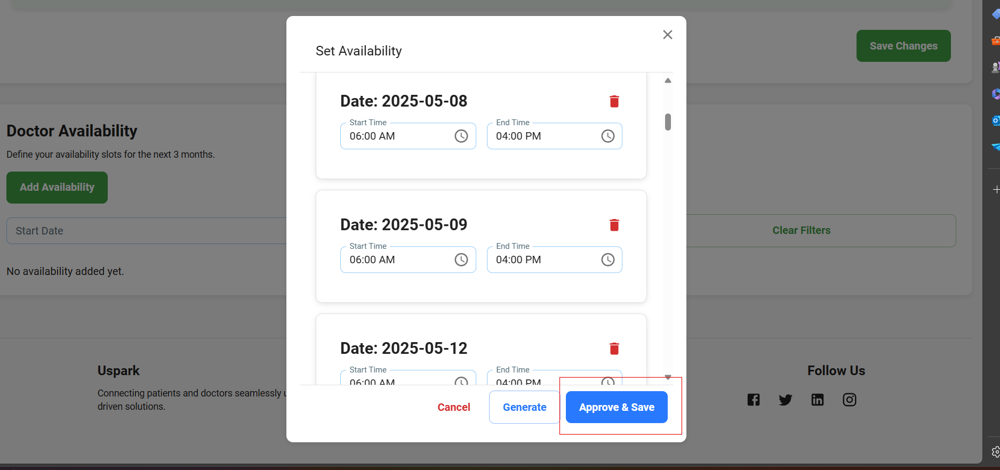 Save Changes
Doctor Availability
Define your availability slots for the next 3 months.
Add Availability
Start Date
Clear Filters
No availability added yet.
Set Availability
Date: 2025-05-08
Start Time
End Time
06:00 AM
04:00 PM
Date: 2025-05-09
Start Time
End Time
06:00 AM
04:00 PM
Date: 2025-05-12
Start Time
End Time
06:00 AM
04:00 PM
Cancel
Generate
Approve & Save
Uspark
Connecting patients and doctors seamlessly
driven solutions.
Follow Us